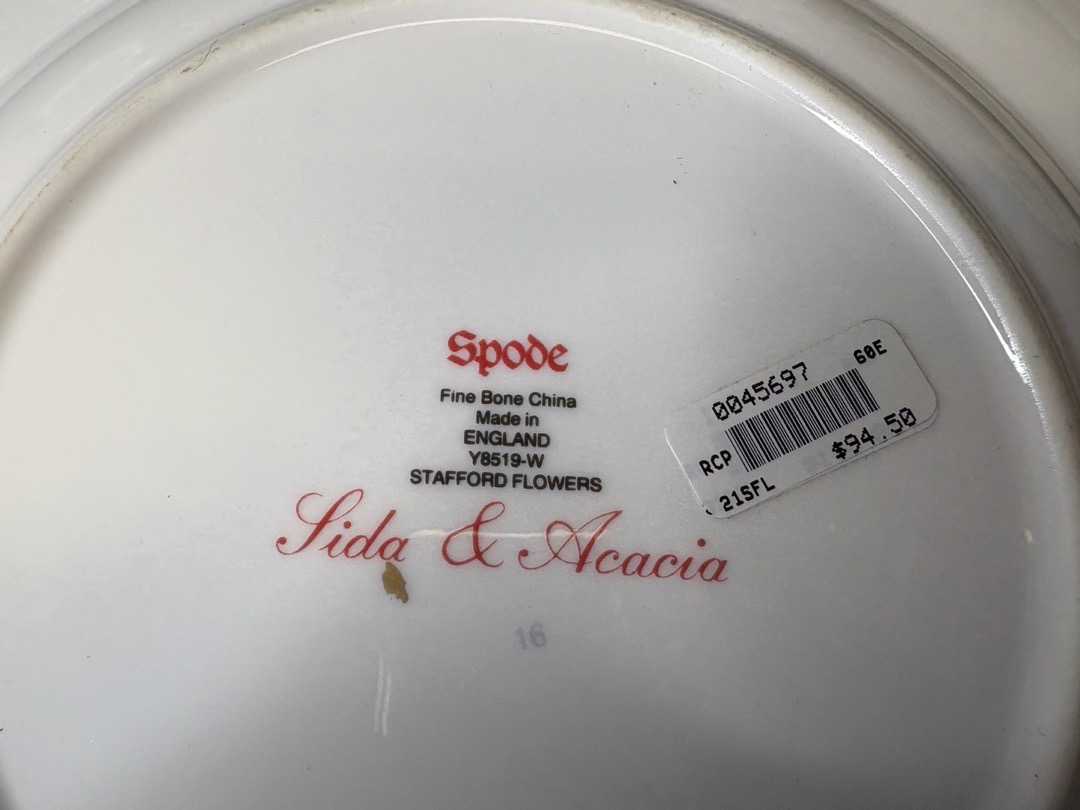 Spode
Fine Bone China
Made in
ENGLAND
Y8519-W
STAFFORD FLOWERS
Sida & Acacia
16
0045697 60E
RCP $94.50
21SFL